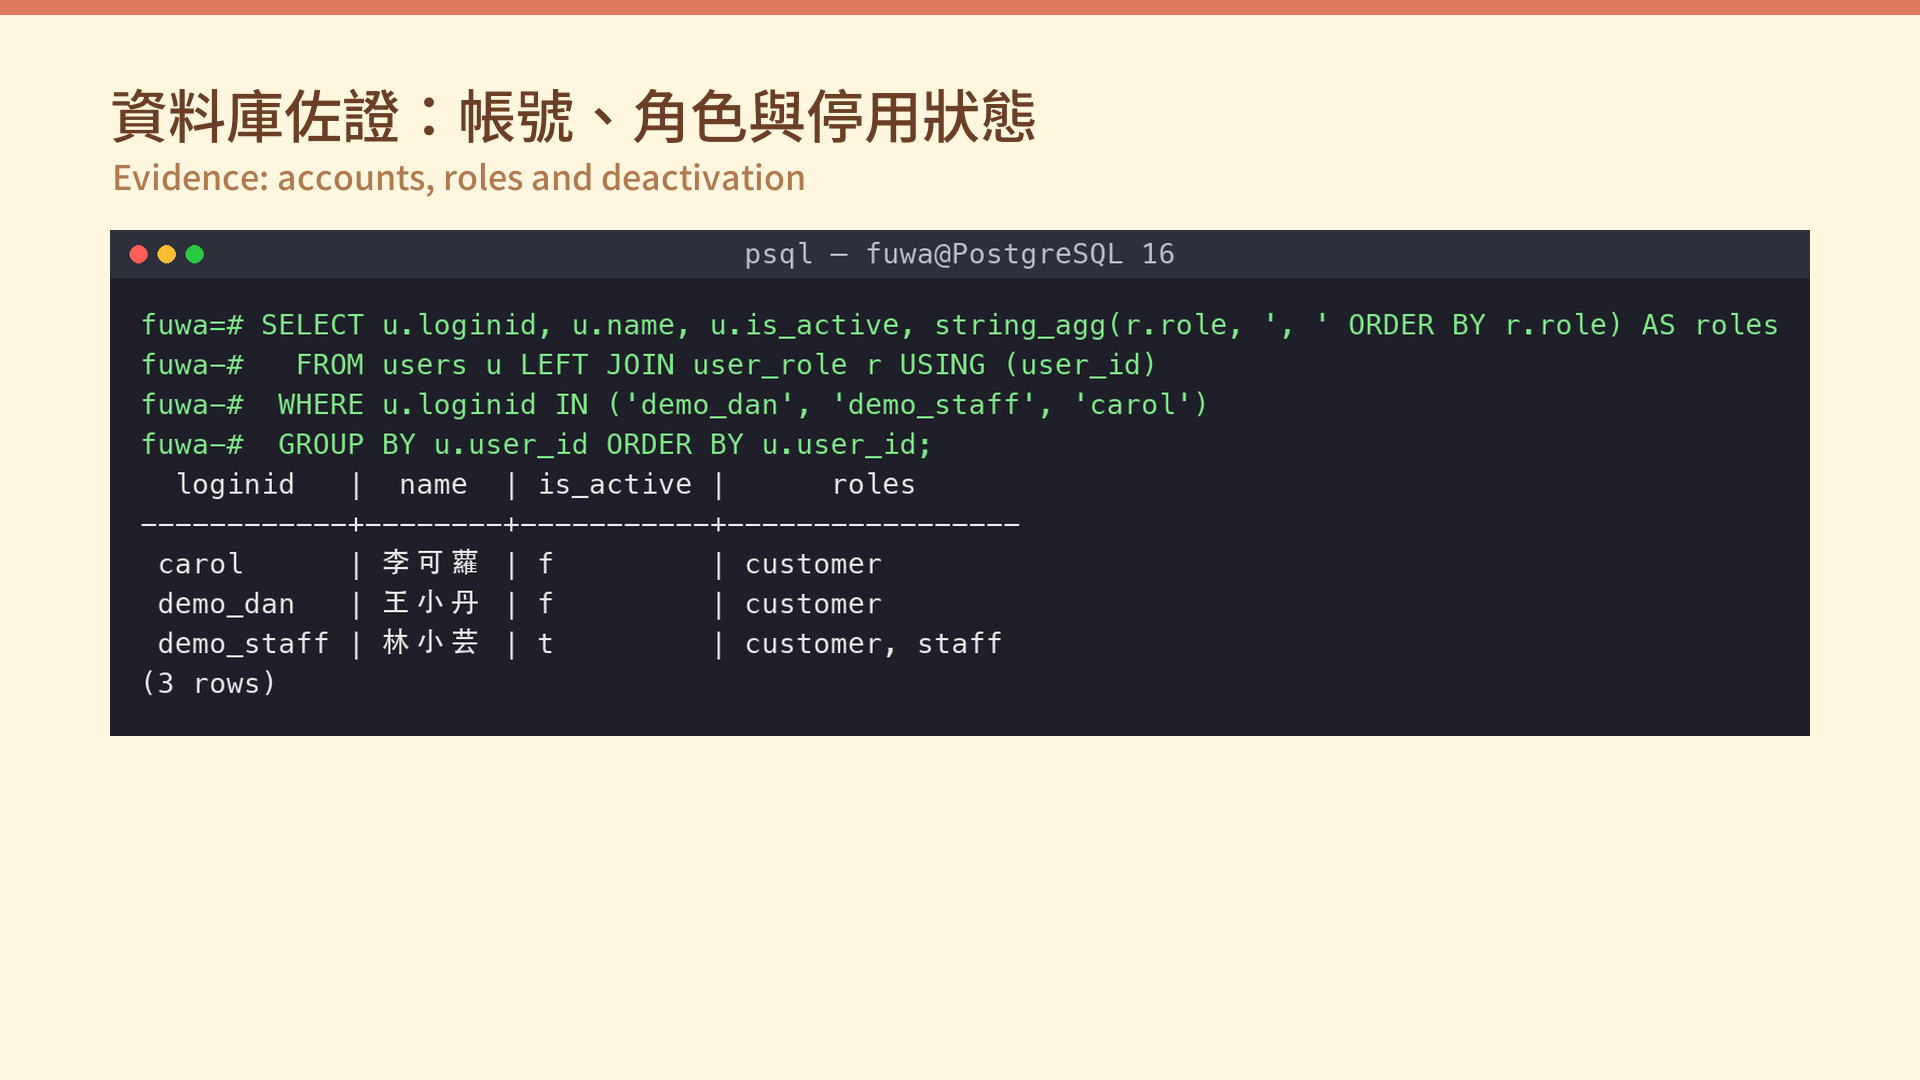 資料庫佐證：帳號、角色與停用狀態
Evidence: accounts, roles and deactivation
psql — fuwa@PostgreSQL 16
fuwa=# SELECT u.loginid, u.name, u.is_active, string_agg(r.role, ', ' ORDER BY r.role) AS roles
fuwa-#   FROM users u LEFT JOIN user_role r USING (user_id)
fuwa-#  WHERE u.loginid IN ('demo_dan', 'demo_staff', 'carol')
fuwa-#  GROUP BY u.user_id ORDER BY u.user_id;
  loginid   |  name  | is_active |      roles
------------+--------+-----------+-----------------
 carol      | 李可蘿 | f         | customer
 demo_dan   | 王小丹 | f         | customer
 demo_staff | 林小芸 | t         | customer, staff
(3 rows)